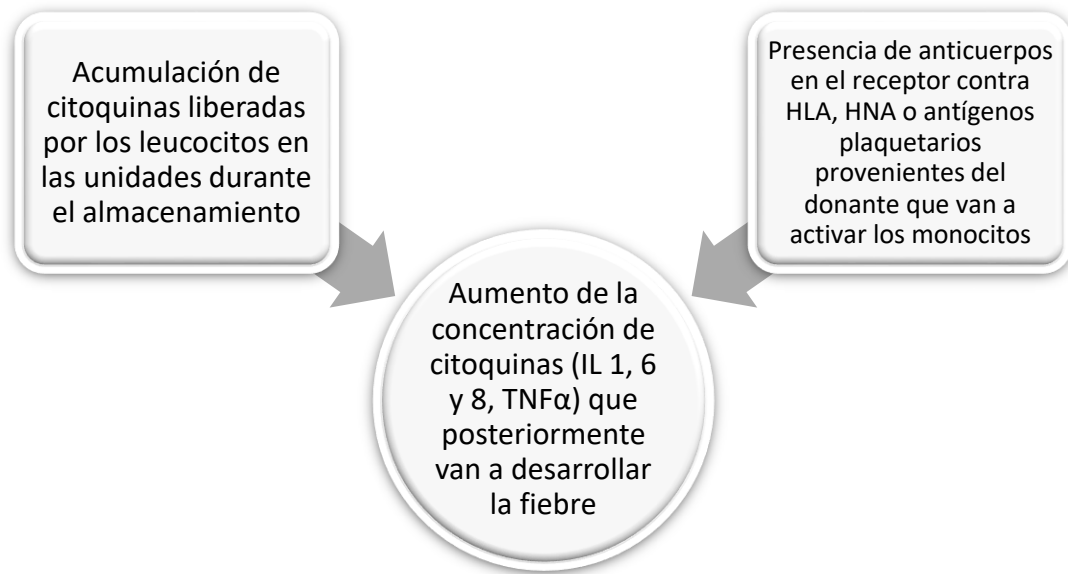 Acumulación de
citoquinas liberadas
por los leucocitos en
las unidades durante
el almacenamiento
Presencia de anticuerpos
en el receptor contra
HLA, HNA o antígenos
plaquetarios
provenientes del
donante que van a
activar los monocitos
Aumento de la
concentración de
citoquinas (IL 1, 6
y 8, TNFα) que
posteriormente
van a desarrollar
la fiebre